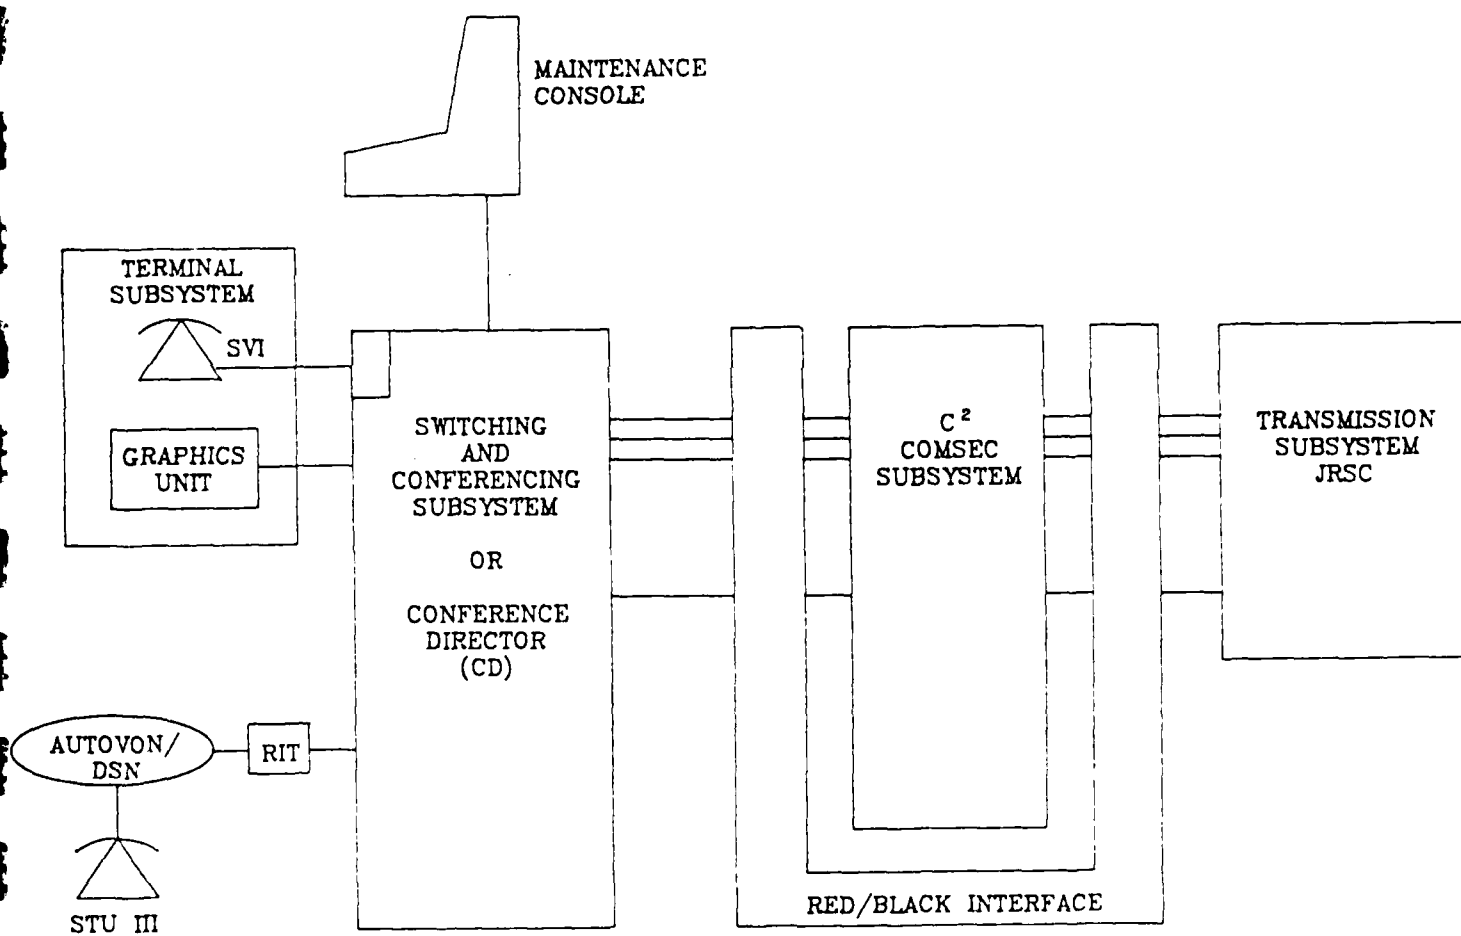 MAINTENANCE
CONSOLE
TERMINAL
SUBSYSTEM
SVI
GRAPHICS
UNIT
SWITCHING
AND
CONFERENCING
SUBSYSTEM
OR
CONFERENCE
DIRECTOR
(CD)
C²
COMSEC
SUBSYSTEM
TRANSMISSION
SUBSYSTEM
JRSC
AUTOVON/
DSN
RIT
STU III
RED/BLACK INTERFACE